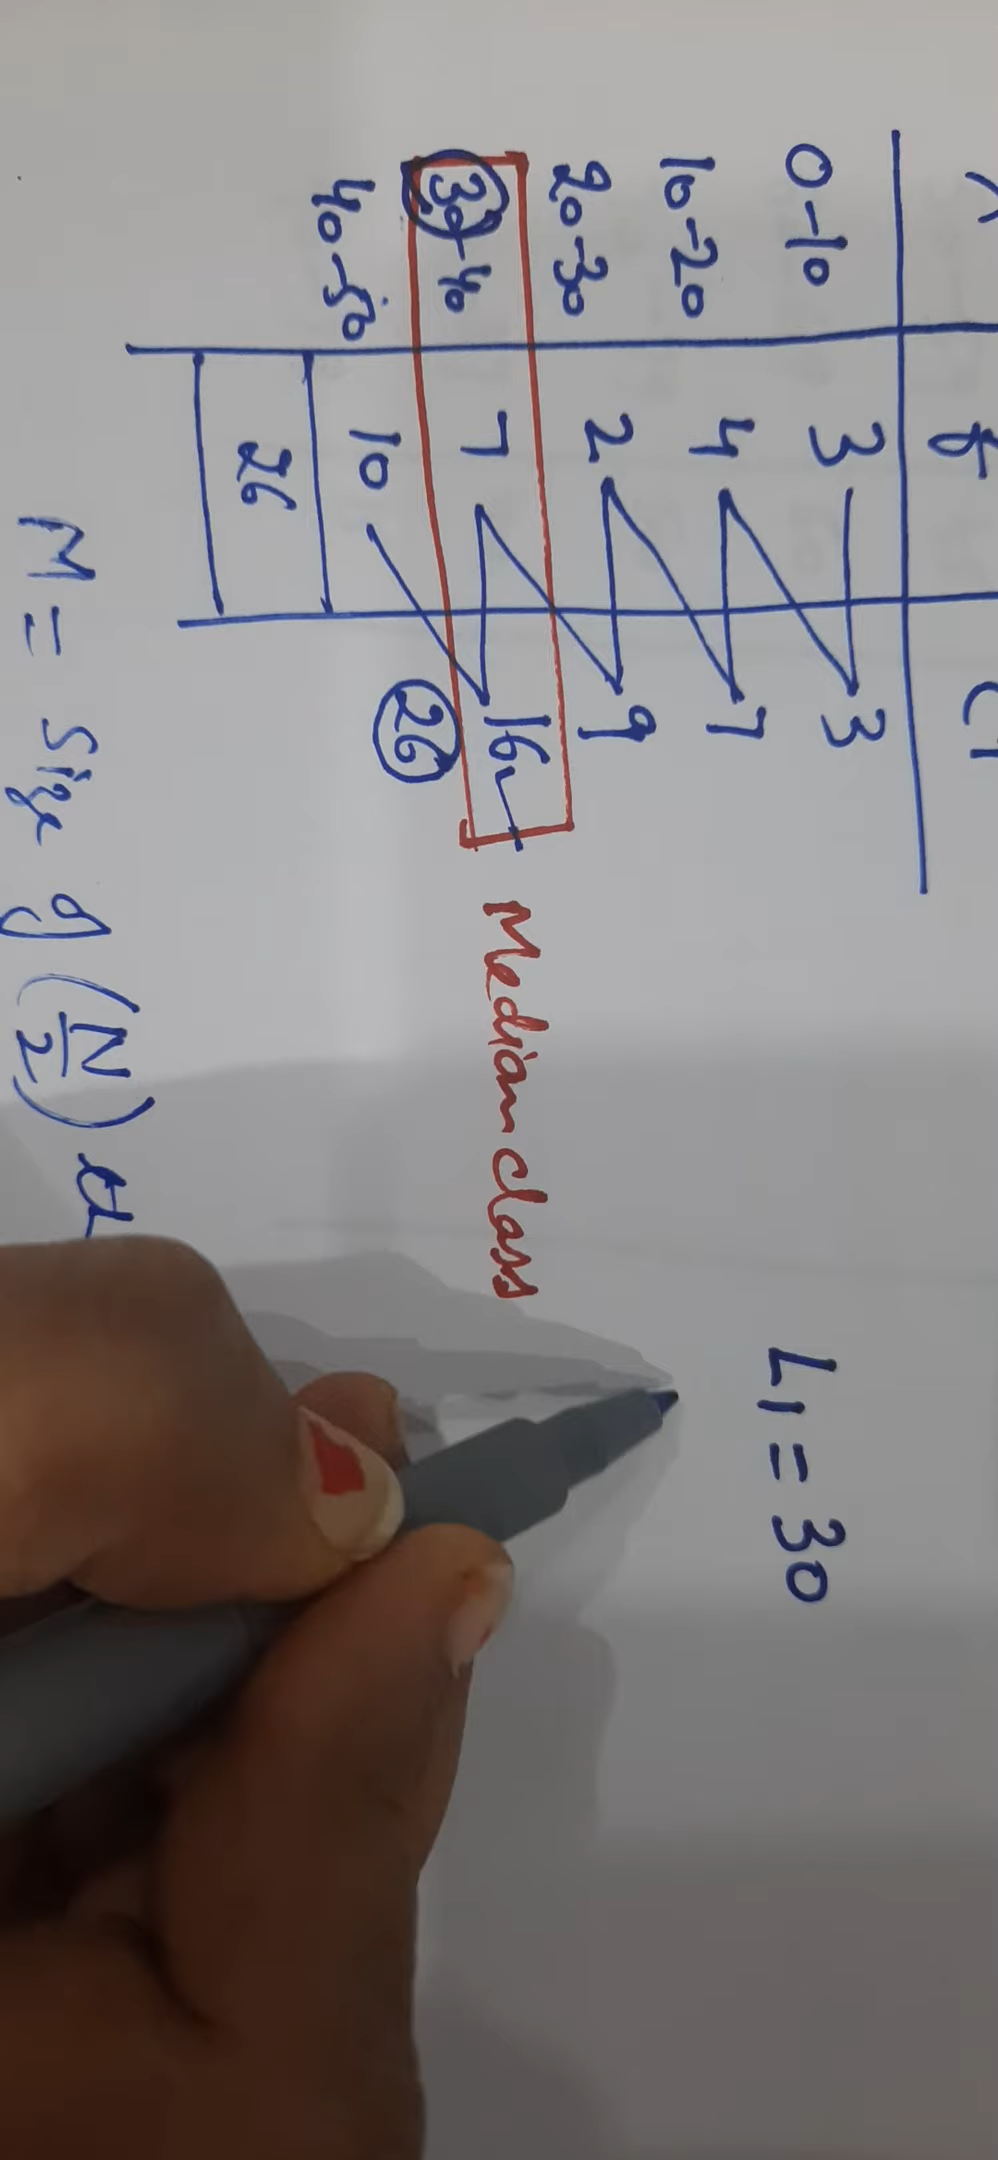 X f Cf
0-10 3 3
10-20 4 7
20-30 2 9
30-40 7 16 Median class
40-50 10 26
26
L1 = 30
M = Size of (N/2) th